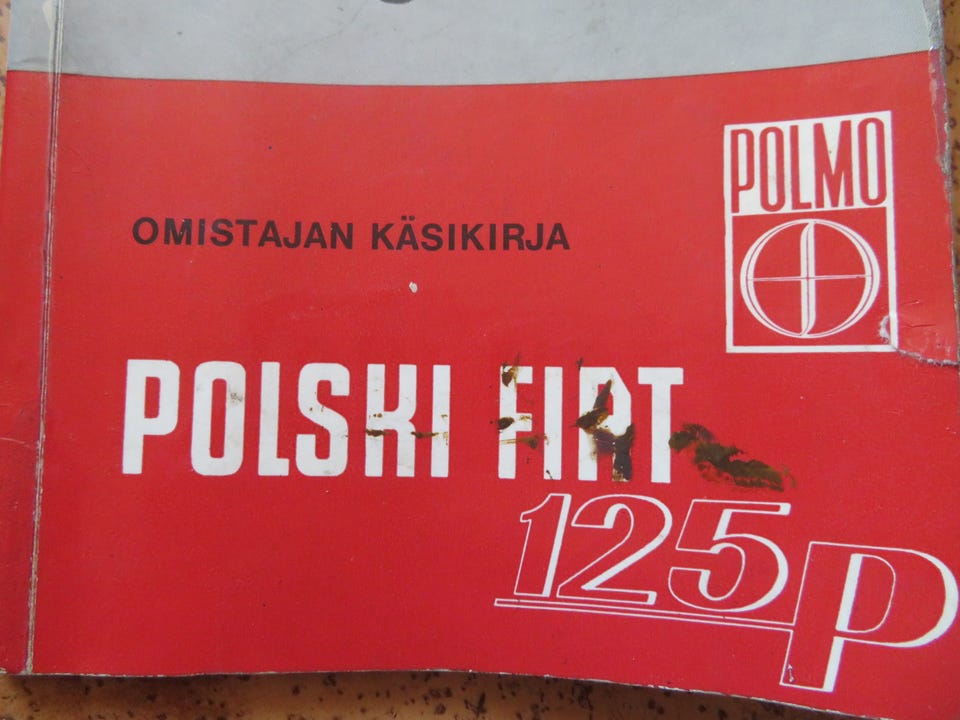 POLMO
OMISTAJAN KÄSIKIRJA
POLSKI FIAT
125P